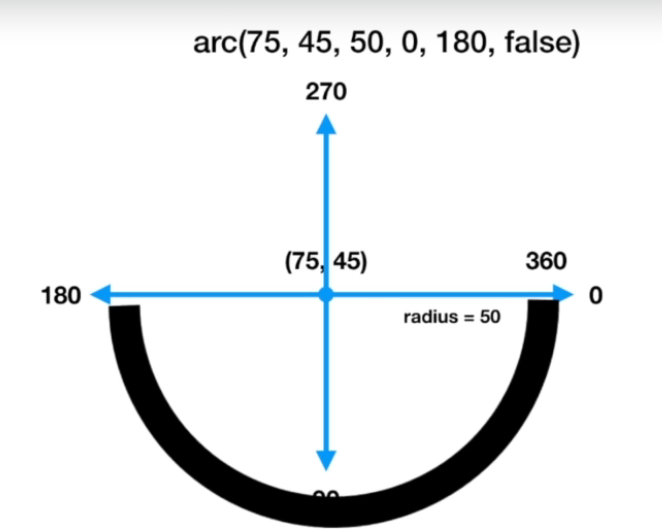 arc(75, 45, 50, 0, 180, false)
270
(75, 45)
360
180
0
radius = 50